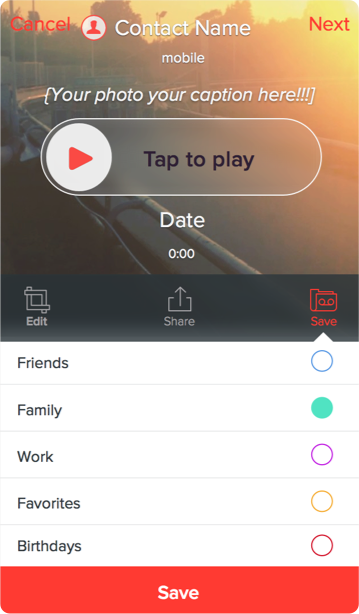 Cancel Contact Name Next
mobile
{Your photo your caption here!!!]
Tap to play
Date
0:00
Edit Share Save
Friends
Family
Work
Favorites
Birthdays
Save